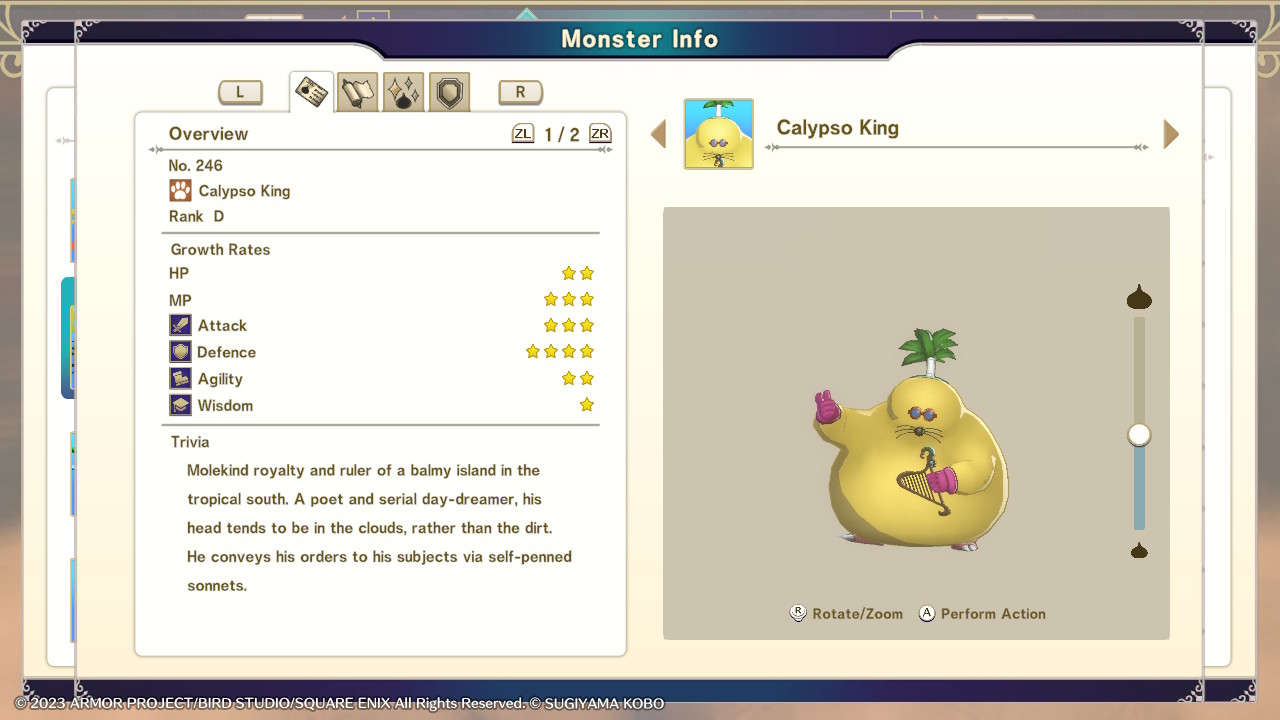 Monster Info
L
R
Overview
ZL 1 / 2 ZR
No. 246
Calypso King
Rank D
Growth Rates
HP
MP
Attack
Defence
Agility
Wisdom
Trivia
Molekind royalty and ruler of a balmy island in the
tropical south. A poet and serial day-dreamer, his
head tends to be in the clouds, rather than the dirt.
He conveys his orders to his subjects via self-penned
sonnets.
Calypso King
R Rotate/Zoom A Perform Action
© 2023 ARMOR PROJECT/BIRD STUDIO/SQUARE ENIX All Rights Reserved. © SUGIYAMA KOBO